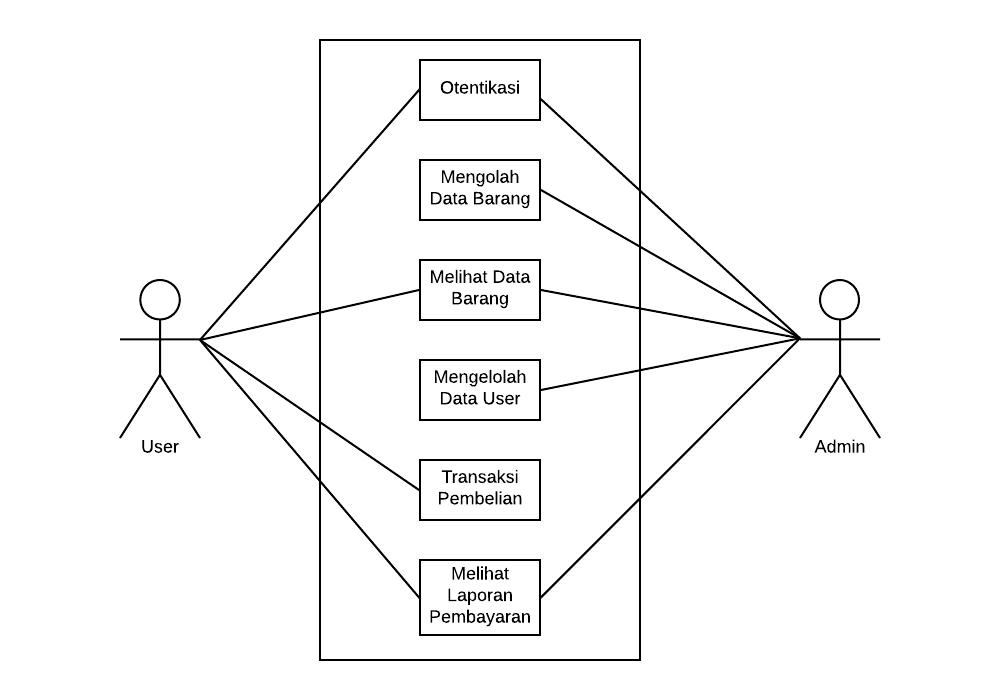 Otentikasi
Mengolah
Data Barang
Melihat Data
Barang
Mengelolah
Data User
Transaksi
Pembelian
Melihat
Laporan
Pembayaran
User
Admin